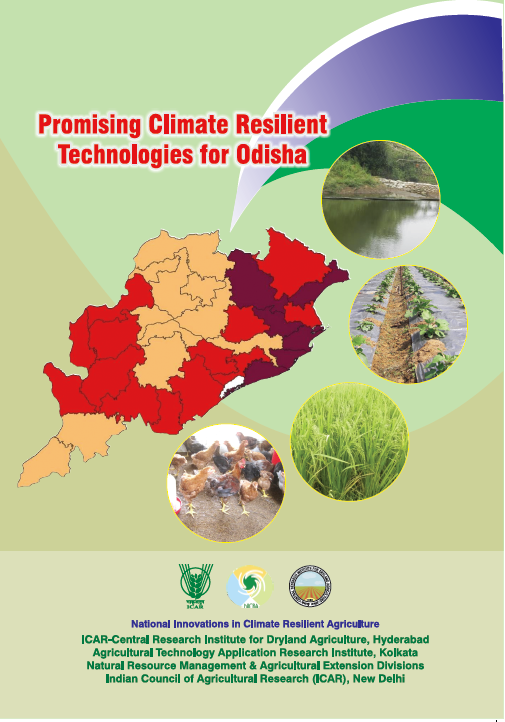 Promising Climate Resilient
Technologies for Odisha
ICAR
NICRA
National Innovations in Climate Resilient Agriculture
ICAR-Central Research Institute for Dryland Agriculture, Hyderabad
Agricultural Technology Application Research Institute, Kolkata
Natural Resource Management & Agricultural Extension Divisions
Indian Council of Agricultural Research (ICAR), New Delhi